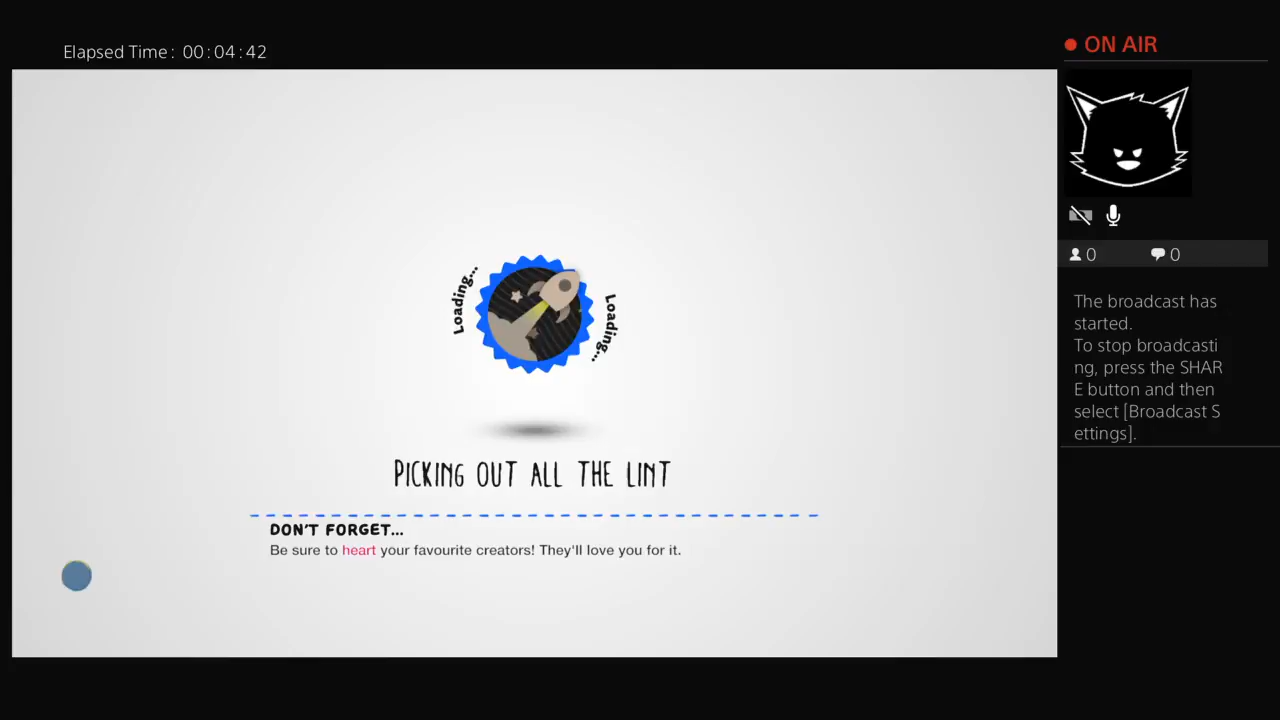 Elapsed Time: 00:04:42
ON AIR
Loading...
Loading...
0
0
The broadcast has
started.
To stop broadcasti
ng, press the SHAR
E button and then
select [Broadcast S
ettings].
PICKING OUT ALL THE LINT
DON'T FORGET...
Be sure to heart your favourite creators! They'll love you for it.